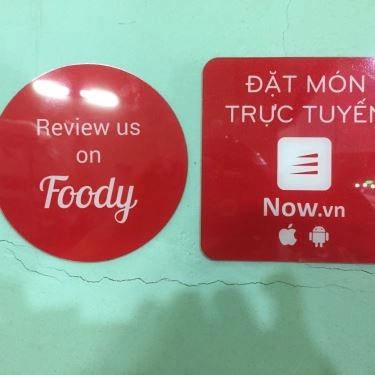 Review us
on
Foody
ĐẶT MÓN
TRỰC TUYẾN
Now.vn